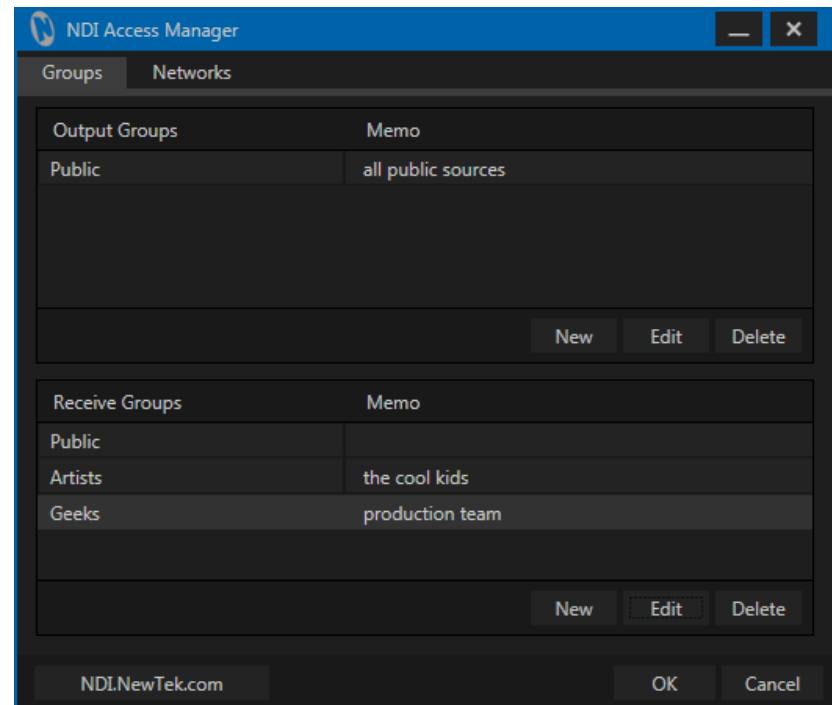 NDI Access Manager
Groups Networks
Output Groups Memo
Public all public sources
New Edit Delete
Receive Groups Memo
Public
Artists the cool kids
Geeks production team
New Edit Delete
NDI.NewTek.com OK Cancel